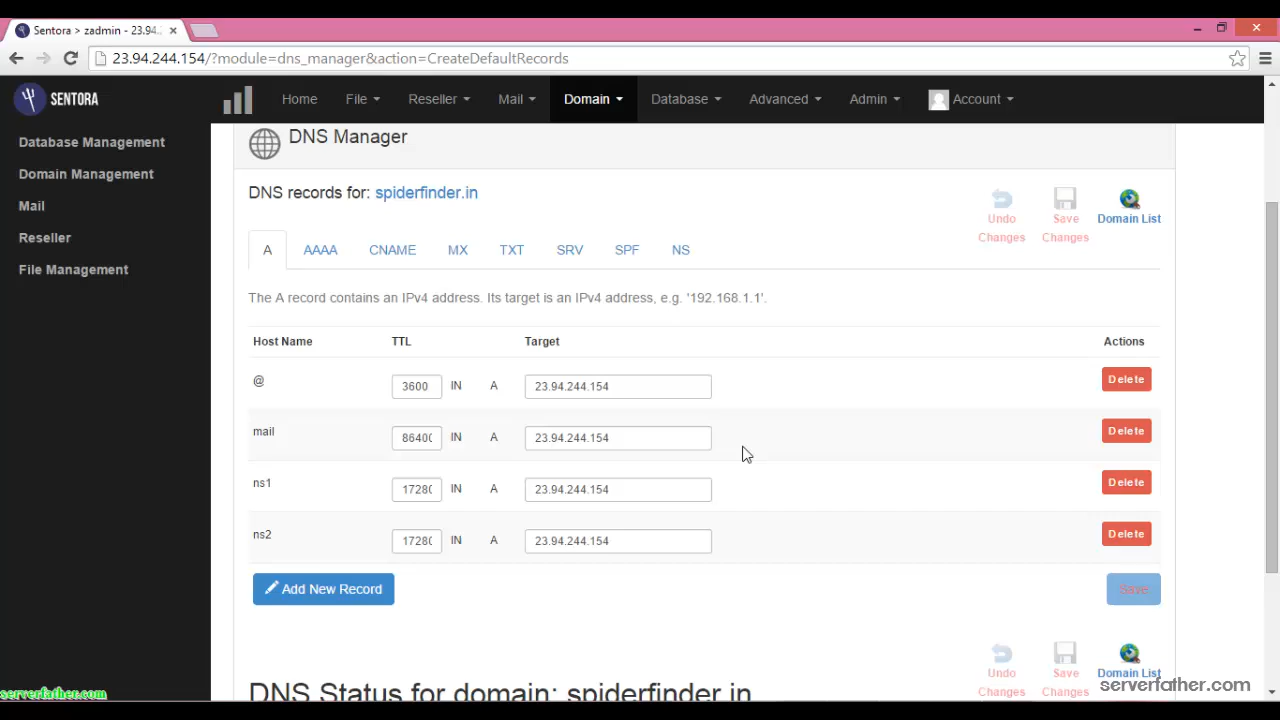 Sentora > zadmin - 23.94.
23.94.244.154/?module=dns_manager&action=CreateDefaultRecords
SENTORA
Home File Reseller Mail Domain Database Advanced Admin Account
Database Management
Domain Management
Mail
Reseller
File Management
DNS Manager
DNS records for: spiderfinder.in
Undo Changes
Save Changes
Domain List
A AAAA CNAME MX TXT SRV SPF NS
The A record contains an IPv4 address. Its target is an IPv4 address, e.g. '192.168.1.1'.
Host Name TTL Target Actions
@ 3600 IN A 23.94.244.154 Delete
mail 8640 IN A 23.94.244.154 Delete
ns1 1728 IN A 23.94.244.154 Delete
ns2 1728 IN A 23.94.244.154 Delete
Add New Record
Save
Undo Changes
Save Changes
Domain List
DNS Status for domain: spiderfinder.in
serverfather.com
serverfather.com